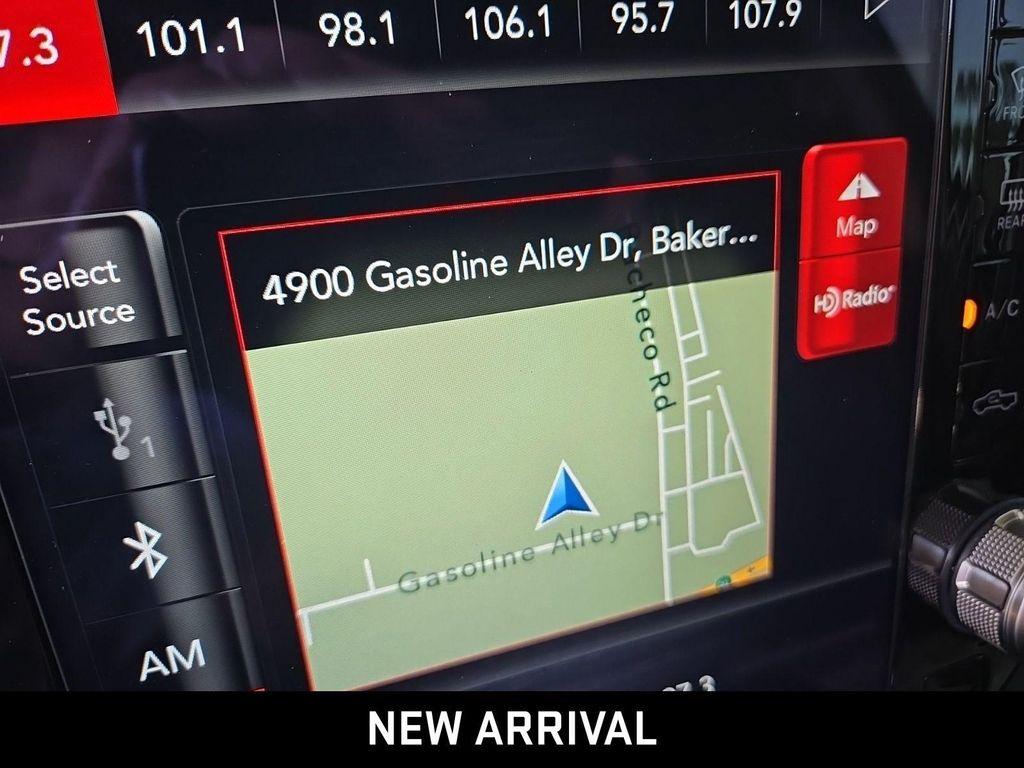 7.3
101.1
98.1
106.1
95.7
107.9
4900 Gasoline Alley Dr, Baker...
Map
HD Radio
Select
Source
1
A/C
checo Rd
Gasoline Alley Dr
AM
NEW ARRIVAL